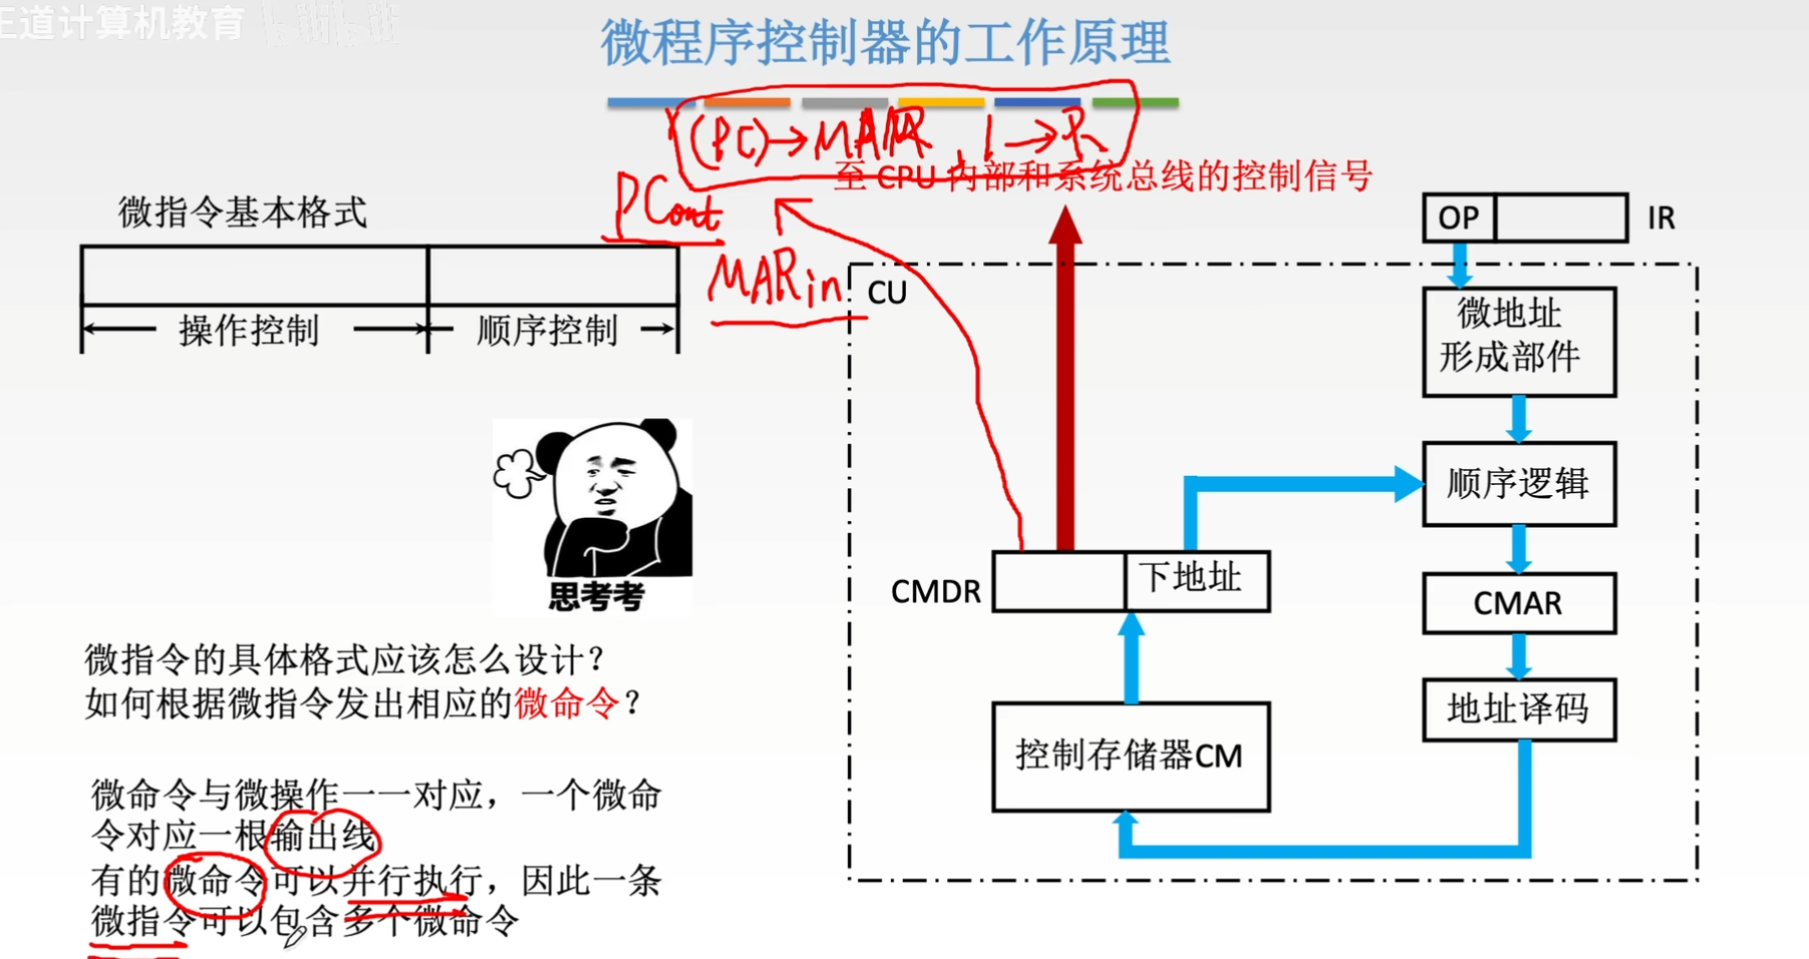 王道计算机教育 bilibili
微程序控制器的工作原理
(PC)→MAR, 1→R
至 CPU 内部和系统总线的控制信号
PCout
MARin
微指令基本格式
操作控制
顺序控制
OP
IR
CU
微地址
形成部件
顺序逻辑
CMDR
下地址
CMAR
地址译码
控制存储器CM
思考考
微指令的具体格式应该怎么设计?
如何根据微指令发出相应的微命令?
微命令与微操作一一对应，一个微命
令对应一根输出线
有的微命令可以并行执行，因此一条
微指令可以包含多个微命令